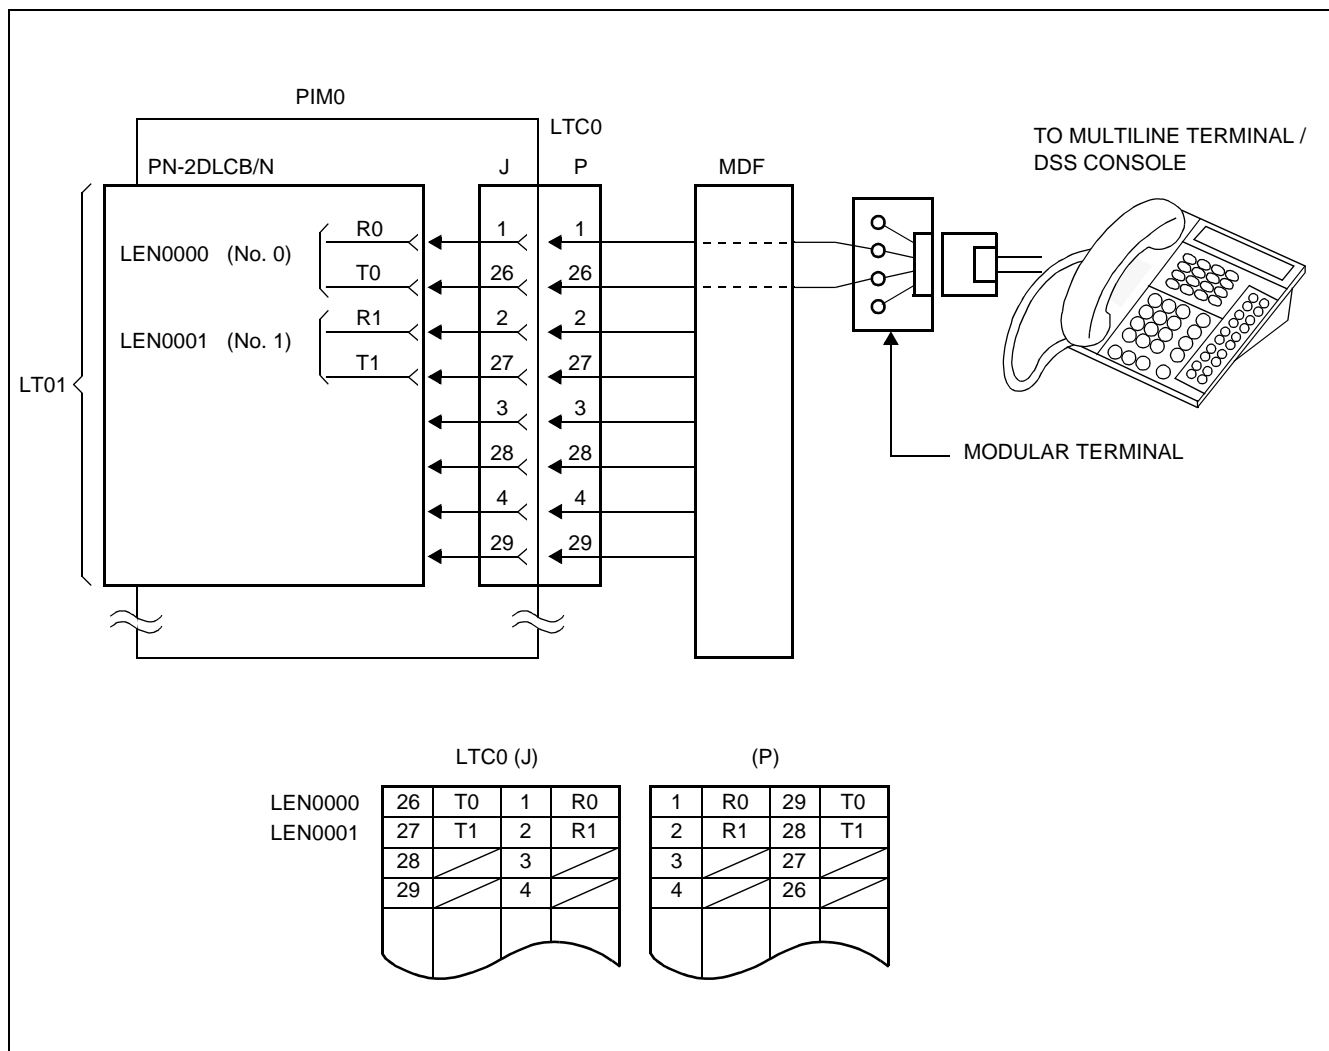 PIM0
LTC0
TO MULTILINE TERMINAL /
DSS CONSOLE
PN-2DLCB/N J P MDF
R0 1 1
LEN0000 (No. 0)
T0 26 26
R1 2 2
LEN0001 (No. 1)
T1 27 27
LT01
3 3
28 28
MODULAR TERMINAL
4 4
29 29
LTC0 (J) (P)
LEN0000 26 T0 1 R0 1 R0 29 T0
LEN0001 27 T1 2 R1 2 R1 28 T1
28 3 3 27
29 4 4 26